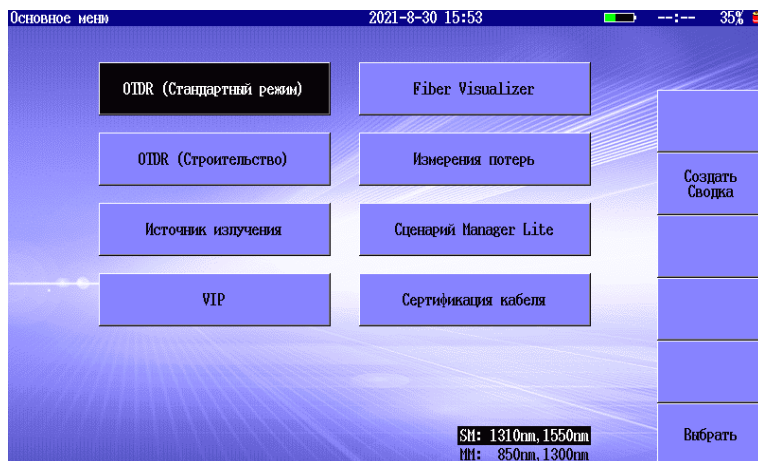 Основное меню 2021-8-30 15:53 --:-- 35%
OTDR (Стандартный режим)
Fiber Visualizer
OTDR (Строительство)
Измерения потерь
Создать
Сводка
Источник излучения
Сценарий Manager Lite
VIP
Сертификация кабеля
SM: 1310nm,1550nm
MM: 850nm,1300nm
Выбрать